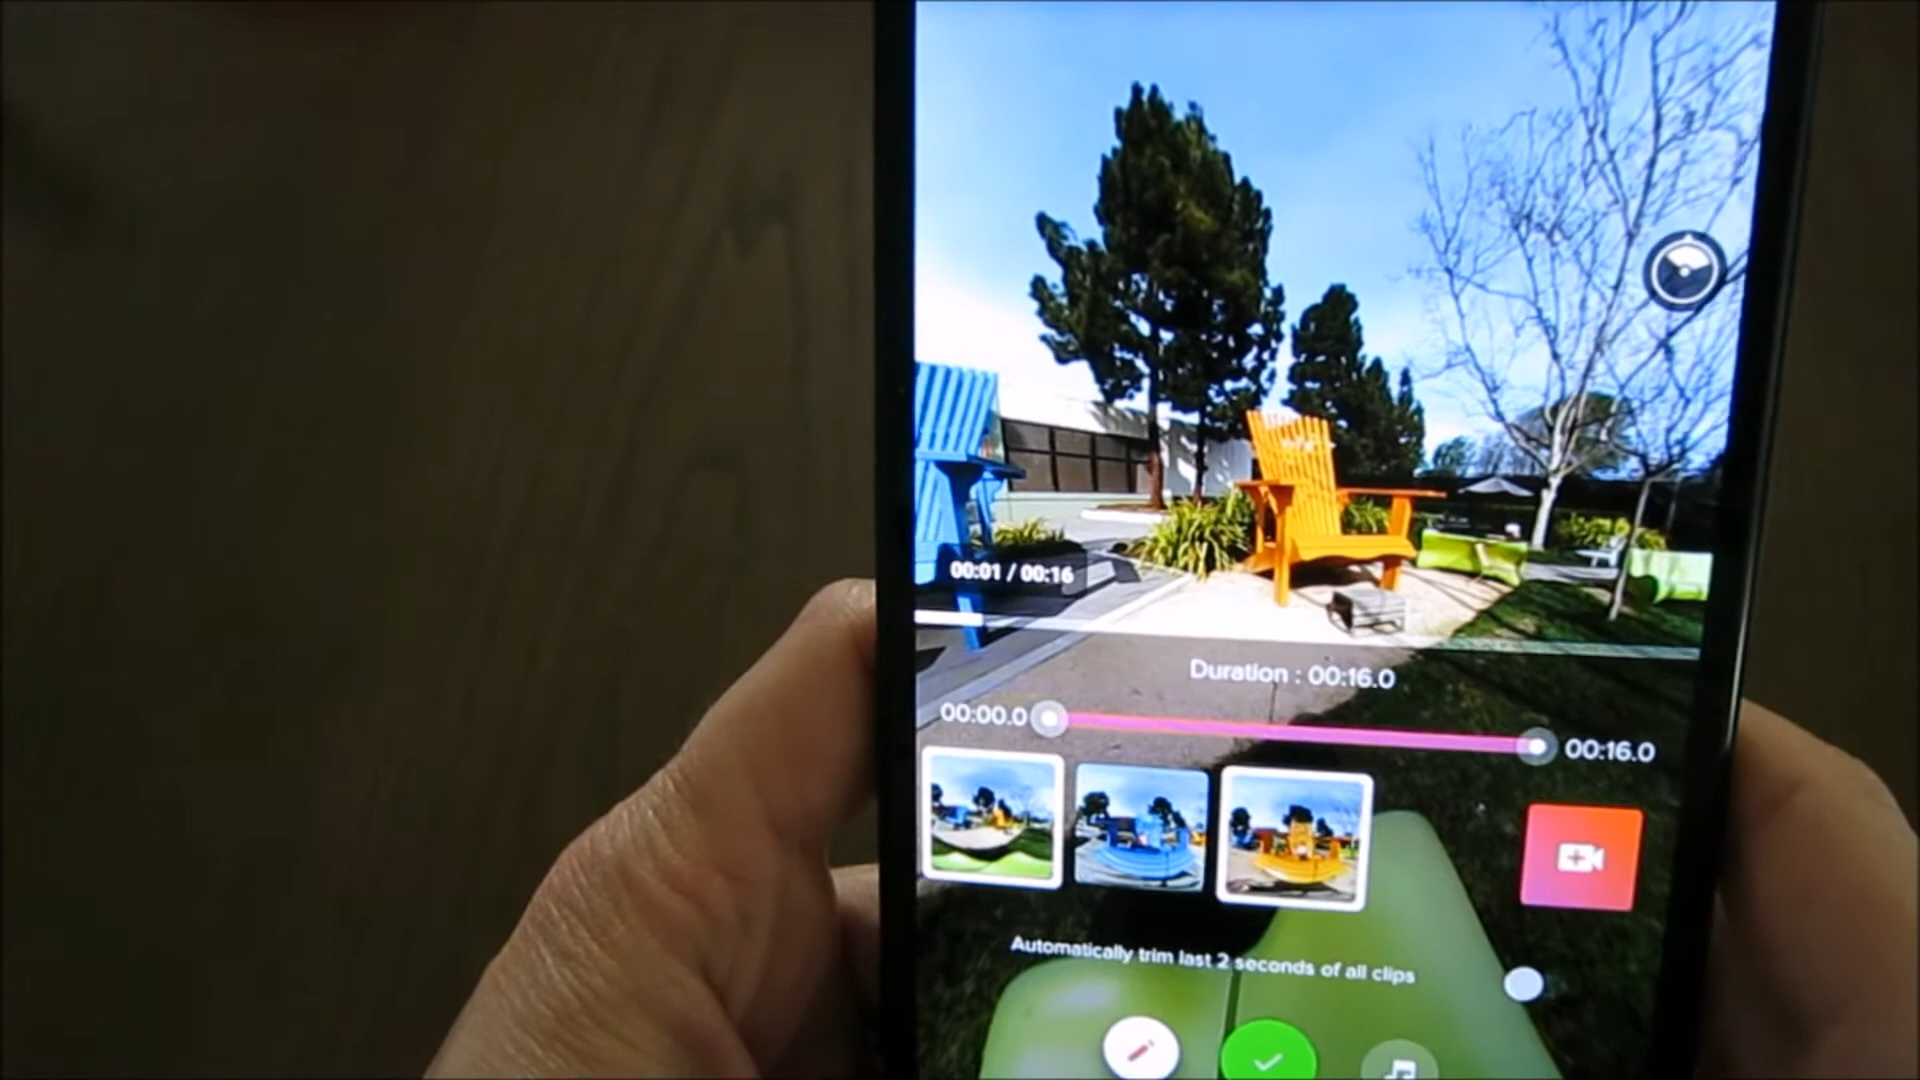 00:01 / 00:16
Duration : 00:16.0
00:00.0
00:16.0
Automatically trim last 2 seconds of all clips